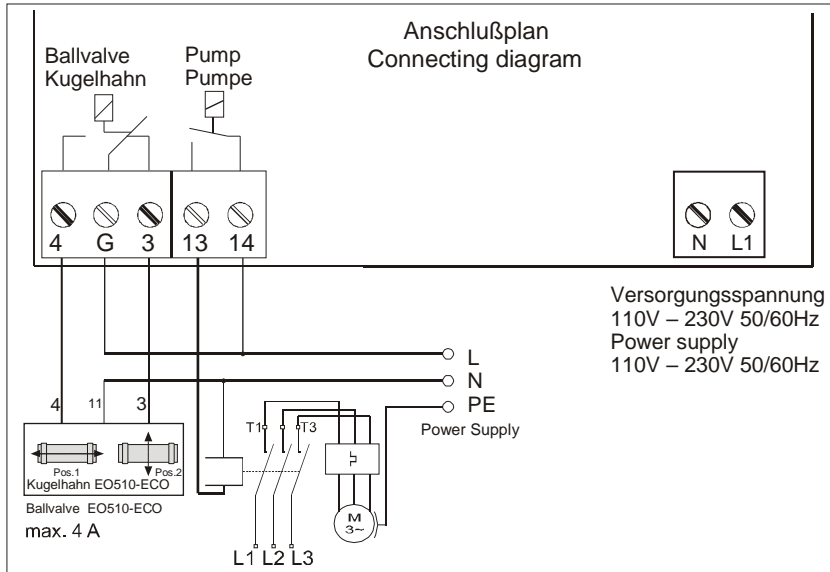 Anschlußplan
Connecting diagram
Ballvalve
Kugelhahn
Pump
Pumpe
4 G 3 13 14
N L1
Versorgungsspannung
110V – 230V 50/60Hz
Power supply
110V – 230V 50/60Hz
L
N
PE
Power Supply
4 11 3
T1 T3
Pos.1 Pos.2
Kugelhahn EO510-ECO
Ballvalve EO510-ECO
max. 4 A
M
3~
L1 L2 L3